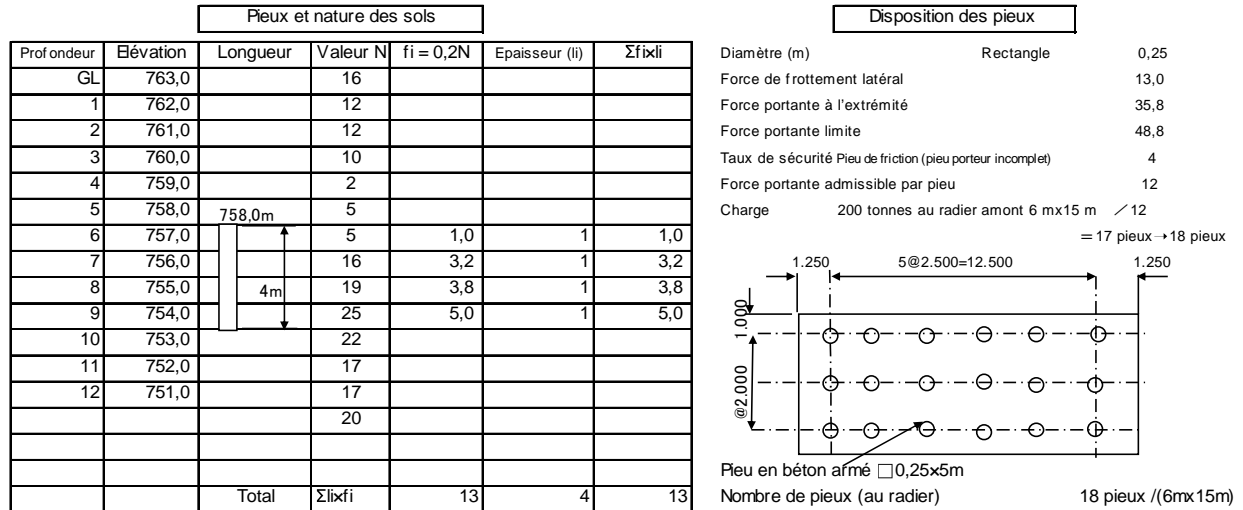 Pieux et nature des sols
Profondeur Elévation Longueur Valeur N fi = 0,2N Epaisseur (li) Σfi×li
GL 763,0 16
1 762,0 12
2 761,0 12
3 760,0 10
4 759,0 2
5 758,0 758,0m 5
6 757,0 5 1,0 1 1,0
7 756,0 16 3,2 1 3,2
8 755,0 4m 19 3,8 1 3,8
9 754,0 25 5,0 1 5,0
10 753,0 22
11 752,0 17
12 751,0 17
20
Total Σli×fi 13 4 13
Disposition des pieux
Diamètre (m) Rectangle 0,25
Force de frottement latéral 13,0
Force portante à l'extrémité 35,8
Force portante limite 48,8
Taux de sécurité Pieu de friction (pieu porteur incomplet) 4
Force portante admissible par pieu 12
Charge 200 tonnes au radier amont 6 mx15 m ／12
＝17 pieux→18 pieux
1.250 5@2.500=12.500 1.250
1.000
@2.000
Pieu en béton armé □0,25×5m
Nombre de pieux (au radier) 18 pieux /(6mx15m)